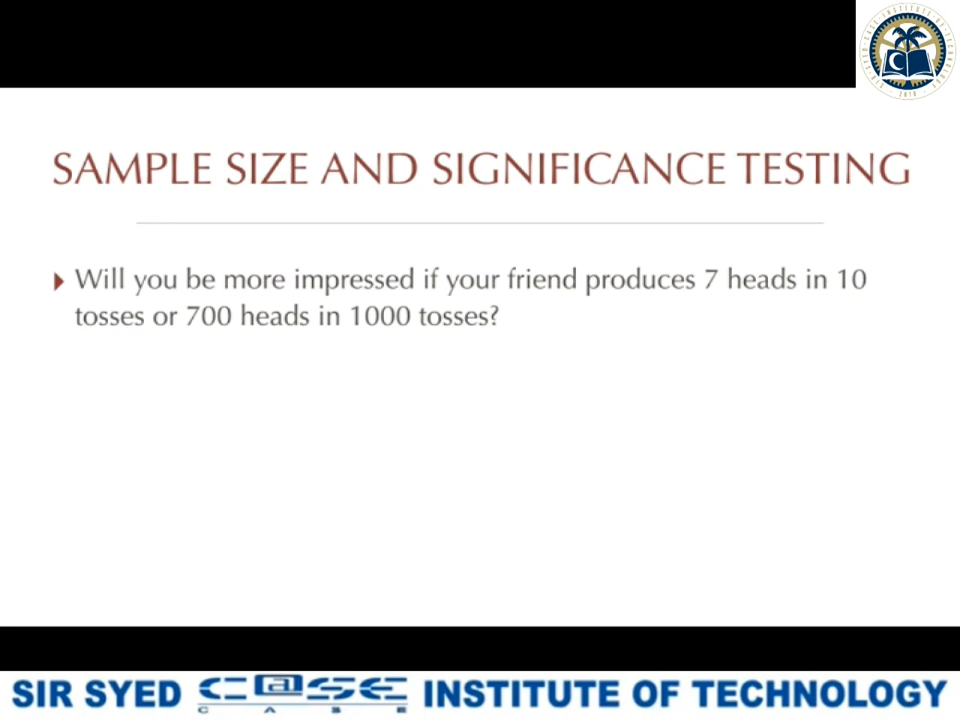 SAMPLE SIZE AND SIGNIFICANCE TESTING
Will you be more impressed if your friend produces 7 heads in 10
tosses or 700 heads in 1000 tosses?
SIR SYED C@SE INSTITUTE OF TECHNOLOGY
C A S E